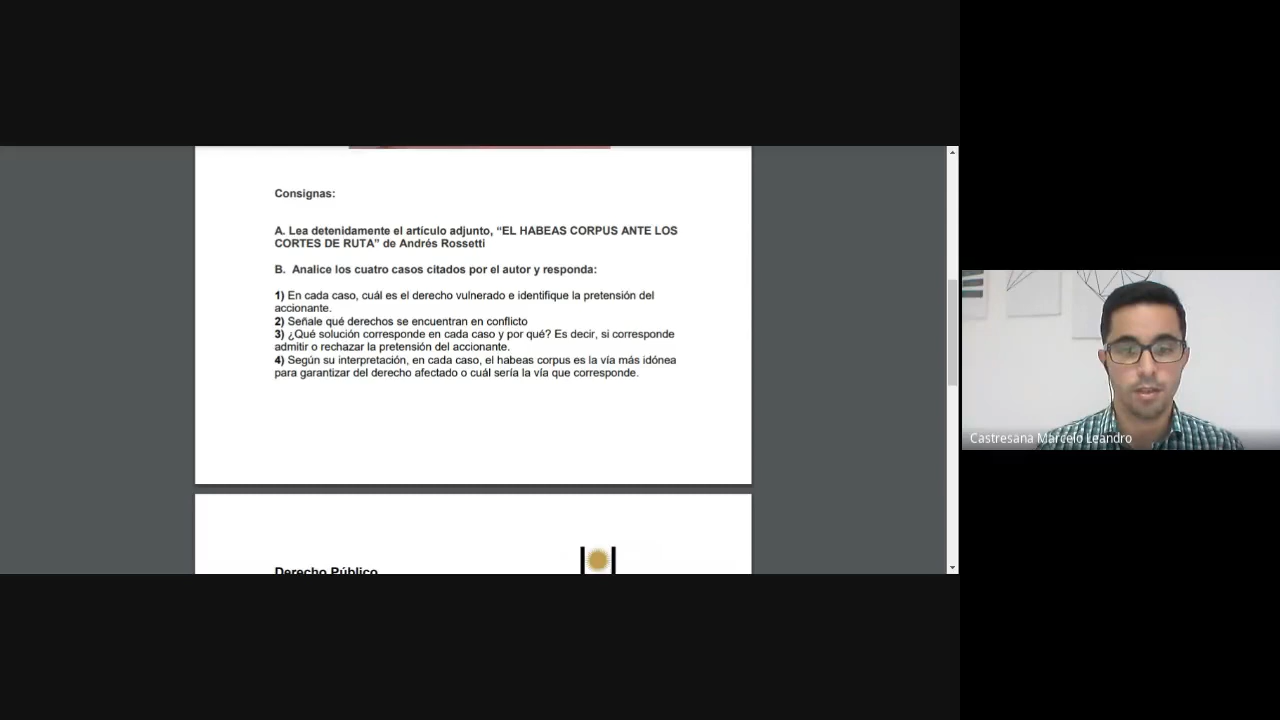 Consignas:
A. Lea detenidamente el artículo adjunto, “EL HABEAS CORPUS ANTE LOS
CORTES DE RUTA” de Andrés Rossetti
B. Analice los cuatro casos citados por el autor y responda:
1) En cada caso, cuál es el derecho vulnerado e identifique la pretensión del
accionante.
2) Señale qué derechos se encuentran en conflicto
3) ¿Qué solución corresponde en cada caso y por qué? Es decir, si corresponde
admitir o rechazar la pretensión del accionante.
4) Según su interpretación, en cada caso, el habeas corpus es la vía más idónea
para garantizar del derecho afectado o cuál sería la vía que corresponde.
Derecho Público
Castresana Marcelo Leandro